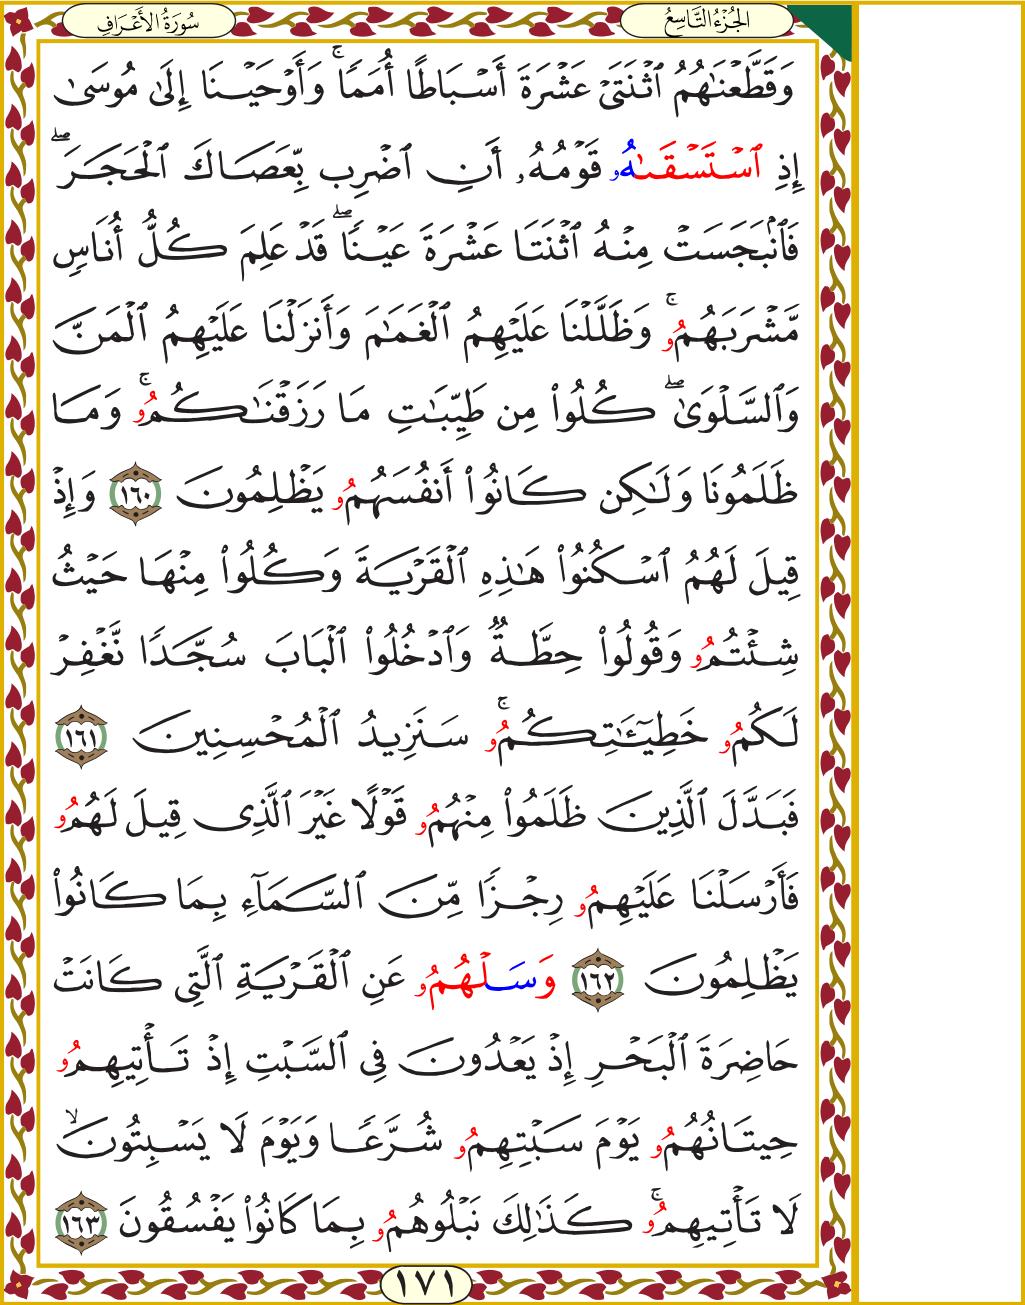 الجُزْءُ التَّاسِعُ
سُورَةُ الأَعْرَافِ
وَقَطَّعْنَٰهُمُ ٱثْنَتَىْ عَشْرَةَ أَسْبَاطًا أُمَمًاۚ وَأَوْحَيْنَا إِلَىٰ مُوسَىٰ
إِذِ ٱسْتَسْقَىٰهُۥ قَوْمُهُۥ أَنِ ٱضْرِب بِّعَصَاكَ ٱلْحَجَرَۖ
فَٱنۢبَجَسَتْ مِنْهُ ٱثْنَتَا عَشْرَةَ عَيْنًاۖ قَدْ عَلِمَ كُلُّ أُنَاسٍ
مَّشْرَبَهُمُۥۚ وَظَلَّلْنَا عَلَيْهِمُ ٱلْغَمَٰمَ وَأَنزَلْنَا عَلَيْهِمُ ٱلْمَنَّ
وَٱلسَّلْوَىٰۖ كُلُوا۟ مِن طَيِّبَٰتِ مَا رَزَقْنَٰكُمُۥۚ وَمَا
ظَلَمُونَا وَلَٰكِن كَانُوا۟ أَنفُسَهُمُۥ يَظْلِمُونَ ١٦٠ وَإِذْ
قِيلَ لَهُمُ ٱسْكُنُوا۟ هَٰذِهِ ٱلْقَرْيَةَ وَكُلُوا۟ مِنْهَا حَيْثُ
شِئْتُمُۥ وَقُولُوا۟ حِطَّةٌ وَٱدْخُلُوا۟ ٱلْبَابَ سُجَّدًا نَّغْفِرْ
لَكُمُۥ خَطِيٓـَٰٔتِكُمُۥۚ سَنَزِيدُ ٱلْمُحْسِنِينَ ١٦١
فَبَدَّلَ ٱلَّذِينَ ظَلَمُوا۟ مِنْهُمُۥ قَوْلًا غَيْرَ ٱلَّذِى قِيلَ لَهُمُۥ
فَأَرْسَلْنَا عَلَيْهِمُۥ رِجْزًا مِّنَ ٱلسَّمَآءِ بِمَا كَانُوا۟
يَظْلِمُونَ ١٦٢ وَسَلْهُمُۥ عَنِ ٱلْقَرْيَةِ ٱلَّتِى كَانَتْ
حَاضِرَةَ ٱلْبَحْرِ إِذْ يَعْدُونَ فِى ٱلسَّبْتِ إِذْ تَأْتِيهِمُۥ
حِيتَانُهُمُۥ يَوْمَ سَبْتِهِمُۥ شُرَّعًا وَيَوْمَ لَا يَسْبِتُونَۙ
لَا تَأْتِيهِمُۥۚ كَذَٰلِكَ نَبْلُوهُمُۥ بِمَا كَانُوا۟ يَفْسُقُونَ ١٦٣
١٧١